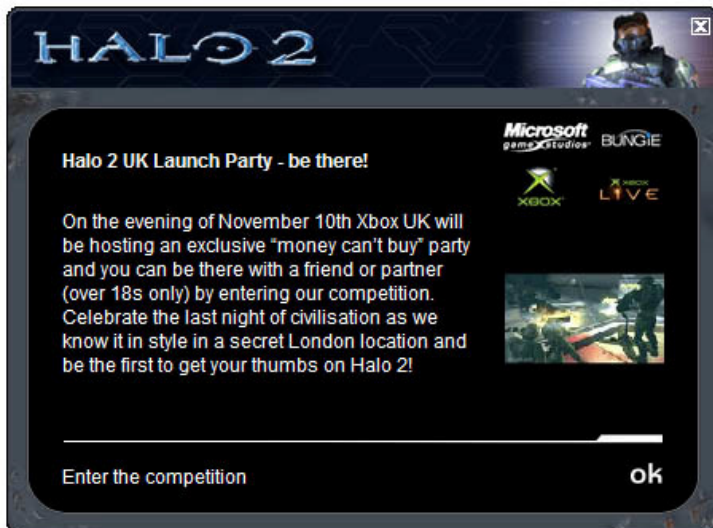 HALO 2
Microsoft
game studios
BUNGIE
Halo 2 UK Launch Party - be there!
XBOX
XBOX
LIVE
On the evening of November 10th Xbox UK will
be hosting an exclusive “money can’t buy” party
and you can be there with a friend or partner
(over 18s only) by entering our competition.
Celebrate the last night of civilisation as we
know it in style in a secret London location and
be the first to get your thumbs on Halo 2!
Enter the competition
ok